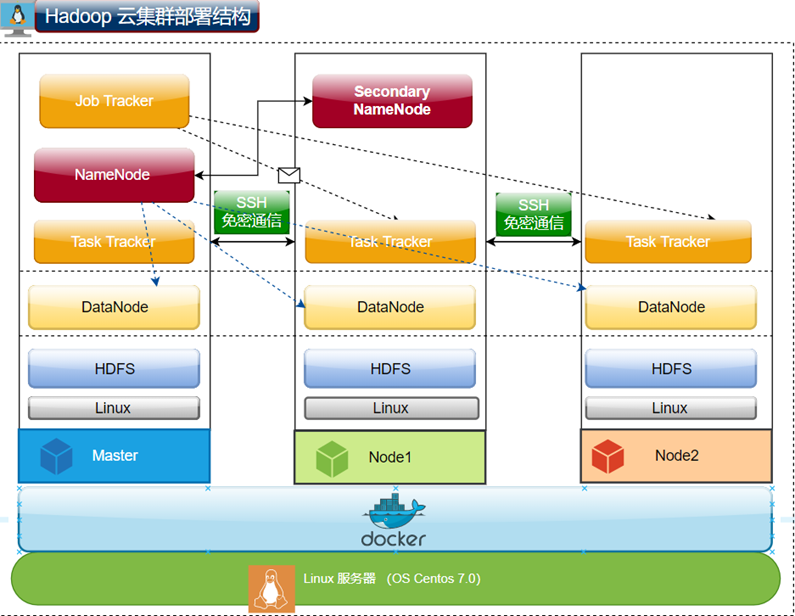 Hadoop 云集群部署结构
Job Tracker
Secondary
NameNode
NameNode
SSH
免密通信
SSH
免密通信
Task Tracker
Task Tracker
Task Tracker
DataNode
DataNode
DataNode
HDFS
HDFS
HDFS
Linux
Linux
Linux
Master
Node1
Node2
docker
Linux 服务器 (OS Centos 7.0)